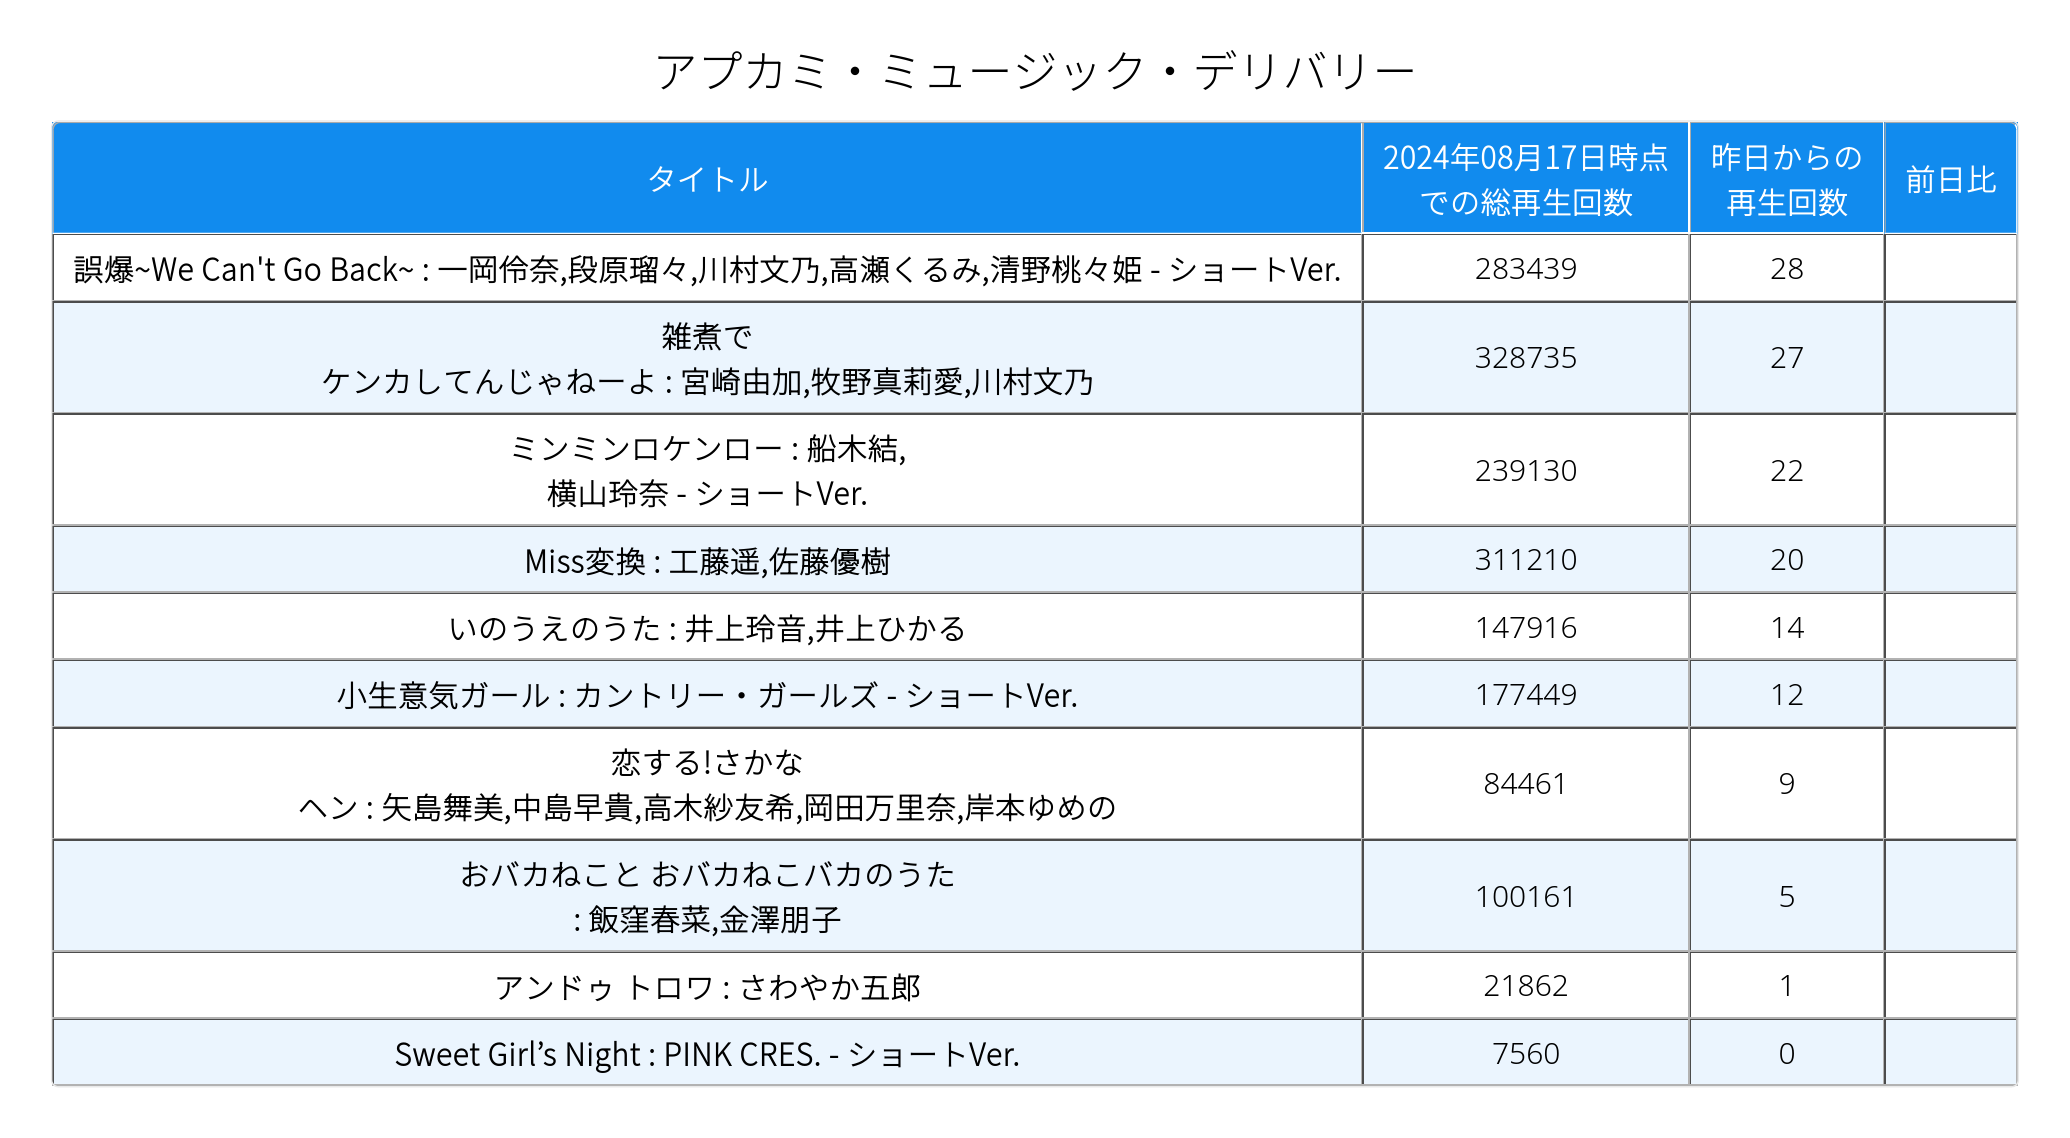 アプカミ・ミュージック・デリバリー
タイトル
2024年08月17日時点
での総再生回数
昨日からの
再生回数
前日比
誤爆~We Can't Go Back~ : 一岡伶奈,段原瑠々,川村文乃,高瀬くるみ,清野桃々姫 - ショートVer.
283439
28
雑煮で
ケンカしてんじゃねーよ : 宮崎由加,牧野真莉愛,川村文乃
328735
27
ミンミンロケンロー : 船木結,
横山玲奈 - ショートVer.
239130
22
Miss変換 : 工藤遥,佐藤優樹
311210
20
いのうえのうた : 井上玲音,井上ひかる
147916
14
小生意気ガール : カントリー・ガールズ - ショートVer.
177449
12
恋する!さかな
ヘン : 矢島舞美,中島早貴,高木紗友希,岡田万里奈,岸本ゆめの
84461
9
おバカねこと おバカねこバカのうた
: 飯窪春菜,金澤朋子
100161
5
アンドゥ トロワ : さわやか五郎
21862
1
Sweet Girl’s Night : PINK CRES. - ショートVer.
7560
0